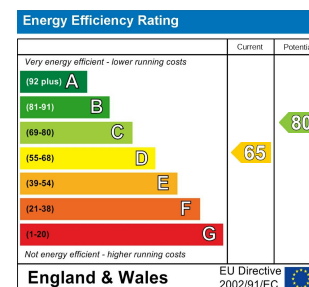 Energy Efficiency Rating
Current Potenti
Very energy efficient - lower running costs
(92 plus) A
(81-91) B
(69-80) C
(55-68) D
(39-54) E
(21-38) F
(1-20) G
65
80
Not energy efficient - higher running costs
England & Wales
EU Directive
2002/91/EC